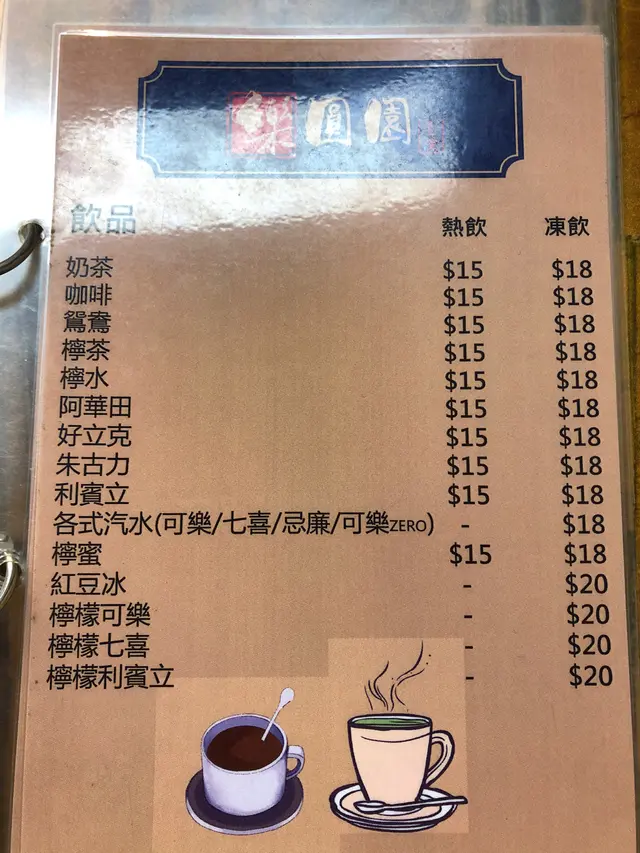 樂園園
飲品 熱飲 凍飲
奶茶 $15 $18
咖啡 $15 $18
鴛鴦 $15 $18
檸茶 $15 $18
檸水 $15 $18
阿華田 $15 $18
好立克 $15 $18
朱古力 $15 $18
利賓立 $15 $18
各式汽水(可樂/七喜/忌廉/可樂ZERO) - $18
檸蜜 $15 $18
紅豆冰 - $20
檸檬可樂 - $20
檸檬七喜 - $20
檸檬利賓立 - $20